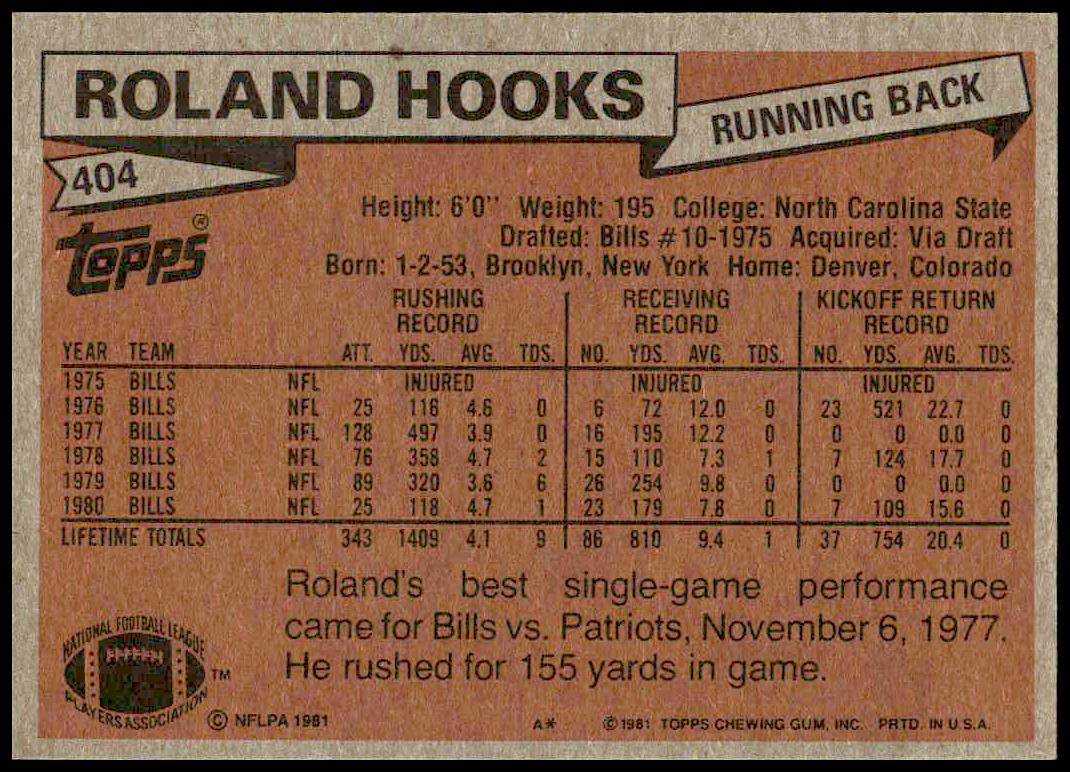 ROLAND HOOKS
RUNNING BACK
404
TOPPS®
Height: 6'0'' Weight: 195 College: North Carolina State
Drafted: Bills #10-1975 Acquired: Via Draft
Born: 1-2-53, Brooklyn, New York Home: Denver, Colorado
RUSHING RECORD RECEIVING RECORD KICKOFF RETURN RECORD
YEAR TEAM ATT. YDS. AVG. TDS. NO. YDS. AVG. TDS. NO. YDS. AVG. TDS.
1975 BILLS NFL INJURED INJURED INJURED
1976 BILLS NFL 25 116 4.6 0 6 72 12.0 0 23 521 22.7 0
1977 BILLS NFL 128 497 3.9 0 16 195 12.2 0 0 0 0.0 0
1978 BILLS NFL 76 358 4.7 2 15 110 7.3 1 7 124 17.7 0
1979 BILLS NFL 89 320 3.6 6 26 254 9.8 0 0 0 0.0 0
1980 BILLS NFL 25 118 4.7 1 23 179 7.8 0 7 109 15.6 0
LIFETIME TOTALS 343 1409 4.1 9 86 810 9.4 1 37 754 20.4 0
Roland's best single-game performance
came for Bills vs. Patriots, November 6, 1977.
He rushed for 155 yards in game.
NATIONAL FOOTBALL LEAGUE
PLAYERS ASSOCIATION
TM
© NFLPA 1981 A* © 1981 TOPPS CHEWING GUM, INC. PRTD. IN U.S.A.